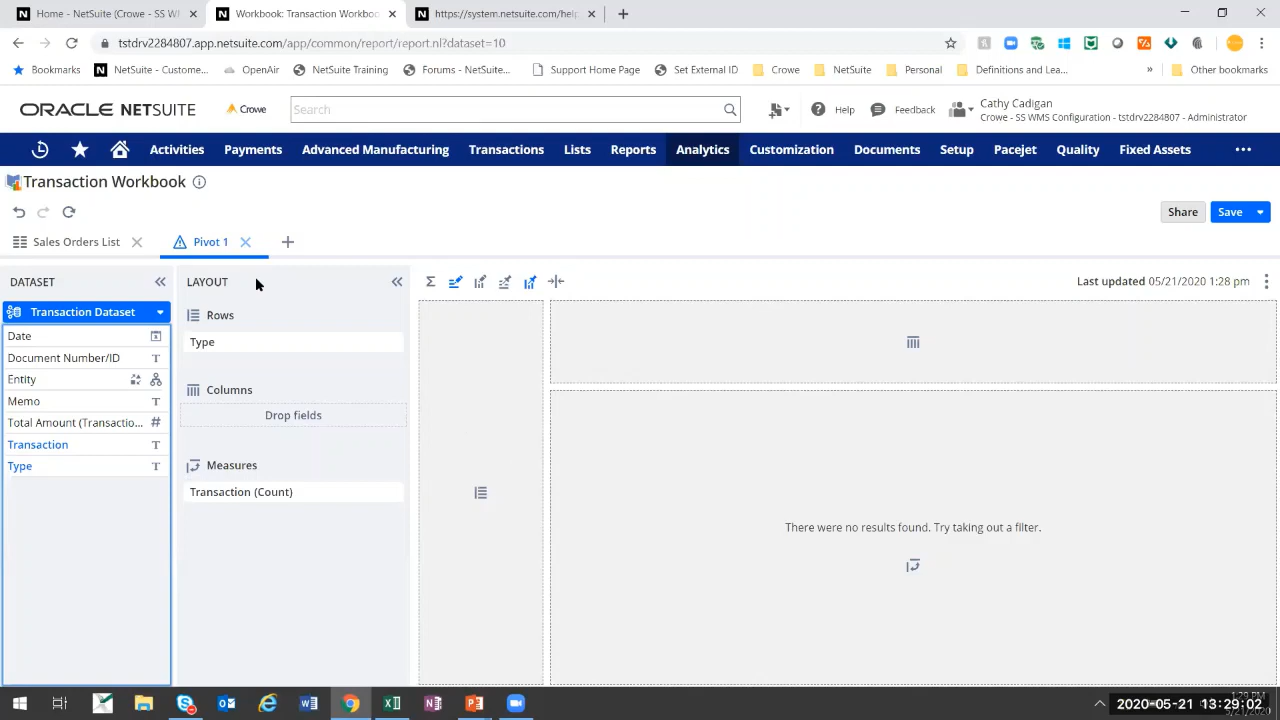 Home - NetSuite (Crowe - SS W
Workbook: Transaction Workboo
https://system.netsuite.com/help
tstdrv2284807.app.netsuite.com/app/common/report/report.nl?dataset=10
Bookmarks
NetSuite - Custome...
OpenAir
NetSuite Training
Forums - NetSuite...
Support Home Page
Set External ID
Crowe
NetSuite
Personal
Definitions and Lea...
»
Other bookmarks
ORACLE NETSUITE
Crowe
Search
Help
Feedback
Cathy Cadigan
Crowe - SS WMS Configuration - tstdrv2284807 - Administrator
Activities
Payments
Advanced Manufacturing
Transactions
Lists
Reports
Analytics
Customization
Documents
Setup
Pacejet
Quality
Fixed Assets
Transaction Workbook
Share
Save
Sales Orders List
Pivot 1
DATASET
LAYOUT
Last updated 05/21/2020 1:28 pm
Transaction Dataset
Date
Document Number/ID
Entity
Memo
Total Amount (Transactio...
Transaction
Type
Rows
Type
Columns
Drop fields
Measures
Transaction (Count)
There were no results found. Try taking out a filter.
2020-05-21 13:29:02